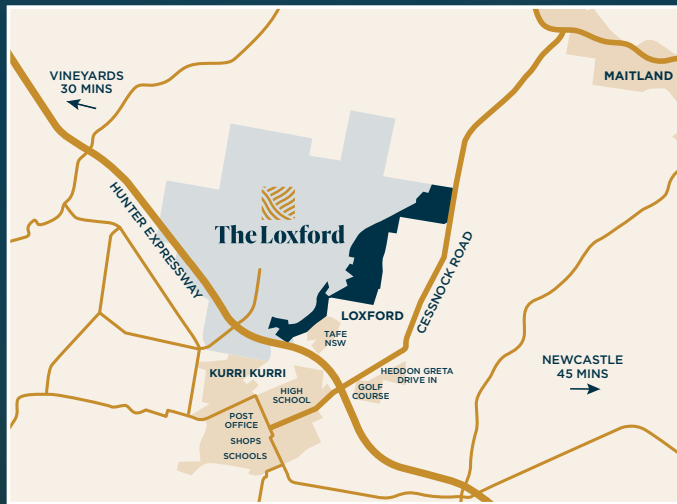 MAITLAND
VINEYARDS
30 MINS
HUNTER EXPRESSWAY
The Loxford
CESSNOCK ROAD
LOXFORD
TAFE
NSW
KURRI KURRI
HIGH
SCHOOL
GOLF
COURSE
HEDDON GRETA
DRIVE IN
NEWCASTLE
45 MINS
POST
OFFICE
SHOPS
SCHOOLS